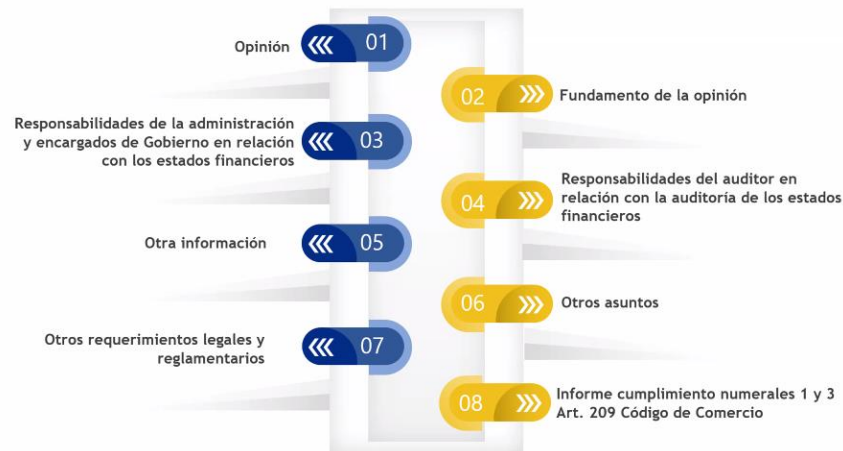 Opinión
01
02
Fundamento de la opinión
Responsabilidades de la administración
y encargados de Gobierno en relación
con los estados financieros
03
04
Responsabilidades del auditor en
relación con la auditoría de los estados
financieros
Otra información
05
06
Otros asuntos
Otros requerimientos legales y
reglamentarios
07
08
Informe cumplimiento numerales 1 y 3
Art. 209 Código de Comercio